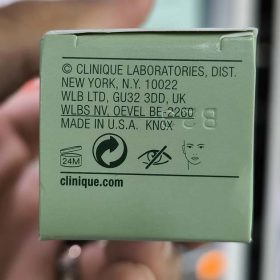 © CLINIQUE LABORATORIES, DIST.
NEW YORK, N.Y. 10022
WLB LTD, GU32 3DD, UK
WLBS NV. OEVEL BE-2260
MADE IN U.S.A. KNOX
24M
clinique.com